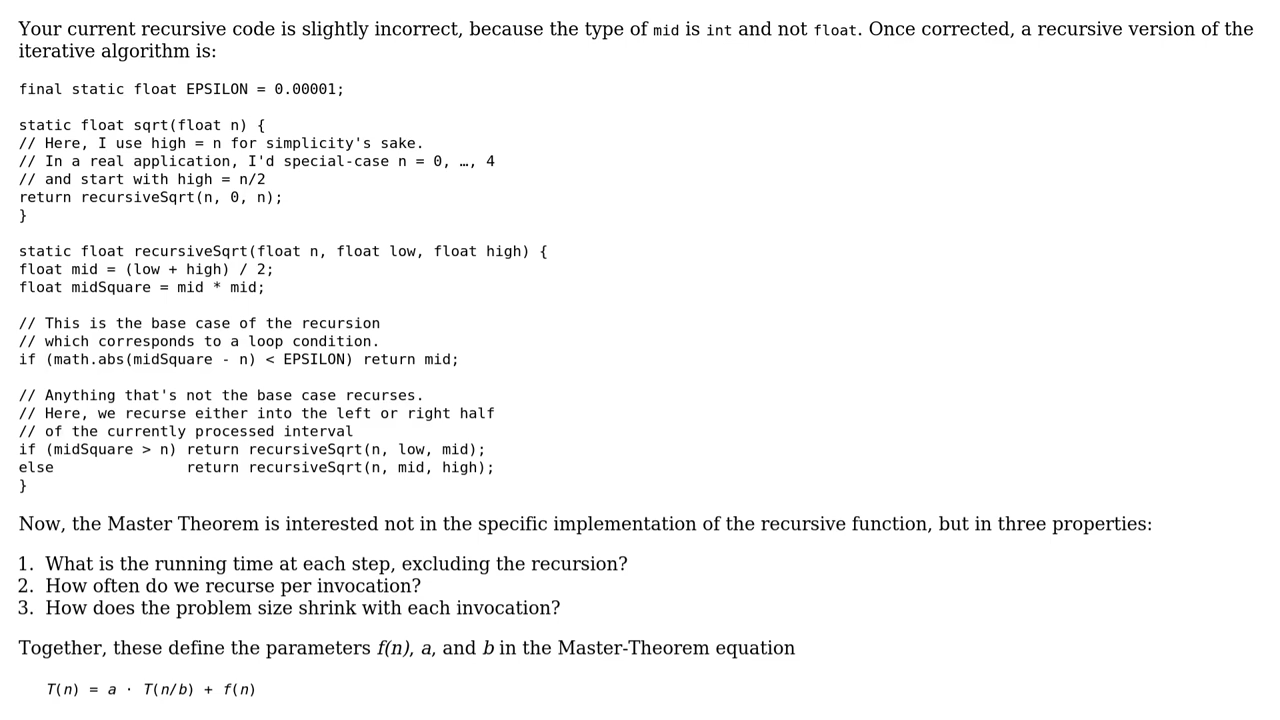 Your current recursive code is slightly incorrect, because the type of mid is int and not float. Once corrected, a recursive version of the
iterative algorithm is:
final static float EPSILON = 0.00001;
static float sqrt(float n) {
// Here, I use high = n for simplicity's sake.
// In a real application, I'd special-case n = 0, …, 4
// and start with high = n/2
return recursiveSqrt(n, 0, n);
}
static float recursiveSqrt(float n, float low, float high) {
float mid = (low + high) / 2;
float midSquare = mid * mid;
// This is the base case of the recursion
// which corresponds to a loop condition.
if (math.abs(midSquare - n) < EPSILON) return mid;
// Anything that's not the base case recurses.
// Here, we recurse either into the left or right half
// of the currently processed interval
if (midSquare > n) return recursiveSqrt(n, low, mid);
else               return recursiveSqrt(n, mid, high);
}
Now, the Master Theorem is interested not in the specific implementation of the recursive function, but in three properties:
1. What is the running time at each step, excluding the recursion?
2. How often do we recurse per invocation?
3. How does the problem size shrink with each invocation?
Together, these define the parameters f(n), a, and b in the Master-Theorem equation
T(n) = a · T(n/b) + f(n)